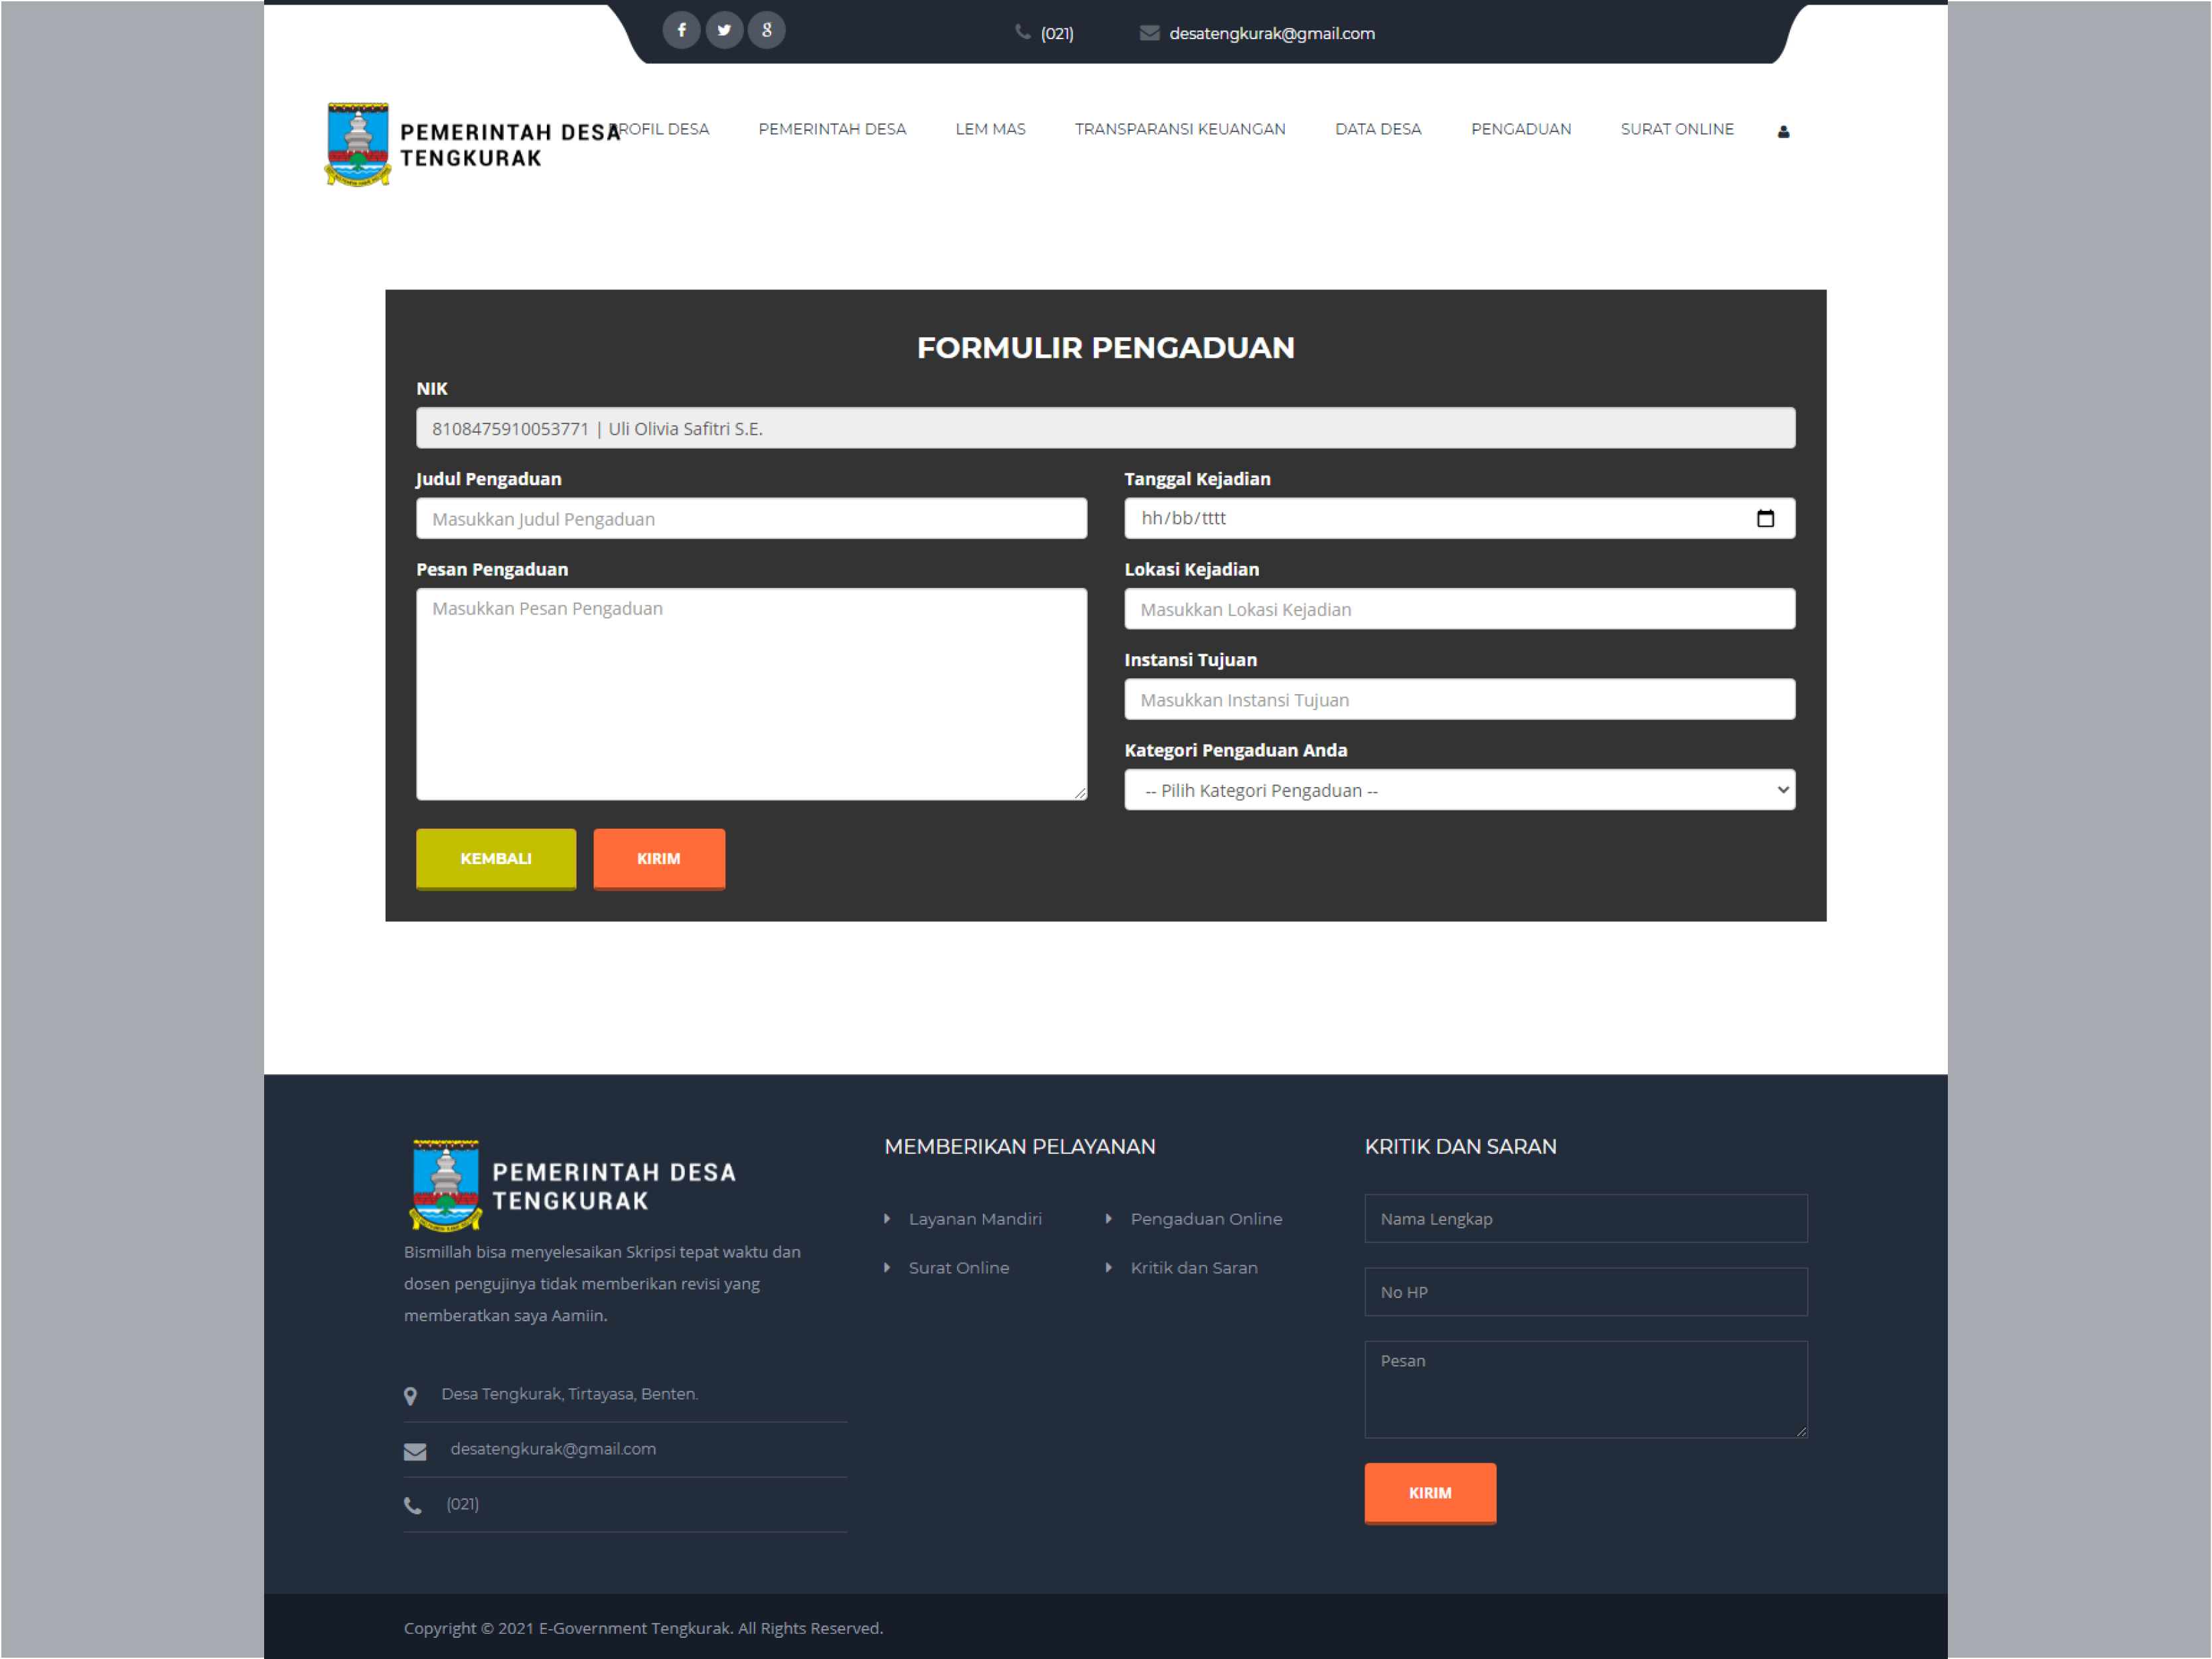 (021)
desatengkurak@gmail.com
PEMERINTAH DESA
TENGKURAK
PROFIL DESA
PEMERINTAH DESA
LEM MAS
TRANSPARANSI KEUANGAN
DATA DESA
PENGADUAN
SURAT ONLINE
FORMULIR PENGADUAN
NIK
8108475910053771 | Uli Olivia Safitri S.E.
Judul Pengaduan
Masukkan Judul Pengaduan
Tanggal Kejadian
hh/bb/tttt
Pesan Pengaduan
Masukkan Pesan Pengaduan
Lokasi Kejadian
Masukkan Lokasi Kejadian
Instansi Tujuan
Masukkan Instansi Tujuan
Kategori Pengaduan Anda
-- Pilih Kategori Pengaduan --
KEMBALI
KIRIM
PEMERINTAH DESA
TENGKURAK
Bismillah bisa menyelesaikan Skripsi tepat waktu dan
dosen pengujinya tidak memberikan revisi yang
memberatkan saya Aamiin.
Desa Tengkurak, Tirtayasa, Benten.
desatengkurak@gmail.com
(021)
MEMBERIKAN PELAYANAN
Layanan Mandiri
Pengaduan Online
Surat Online
Kritik dan Saran
KRITIK DAN SARAN
Nama Lengkap
No HP
Pesan
KIRIM
Copyright © 2021 E-Government Tengkurak. All Rights Reserved.